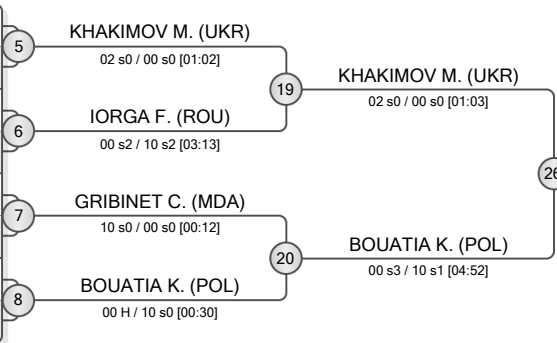 5
KHAKIMOV M. (UKR)
02 s0 / 00 s0 [01:02]
19
KHAKIMOV M. (UKR)
02 s0 / 00 s0 [01:03]
6
IORGA F. (ROU)
00 s2 / 10 s2 [03:13]
26
7
GRIBINET C. (MDA)
10 s0 / 00 s0 [00:12]
20
BOUATIA K. (POL)
00 s3 / 10 s1 [04:52]
8
BOUATIA K. (POL)
00 H / 10 s0 [00:30]